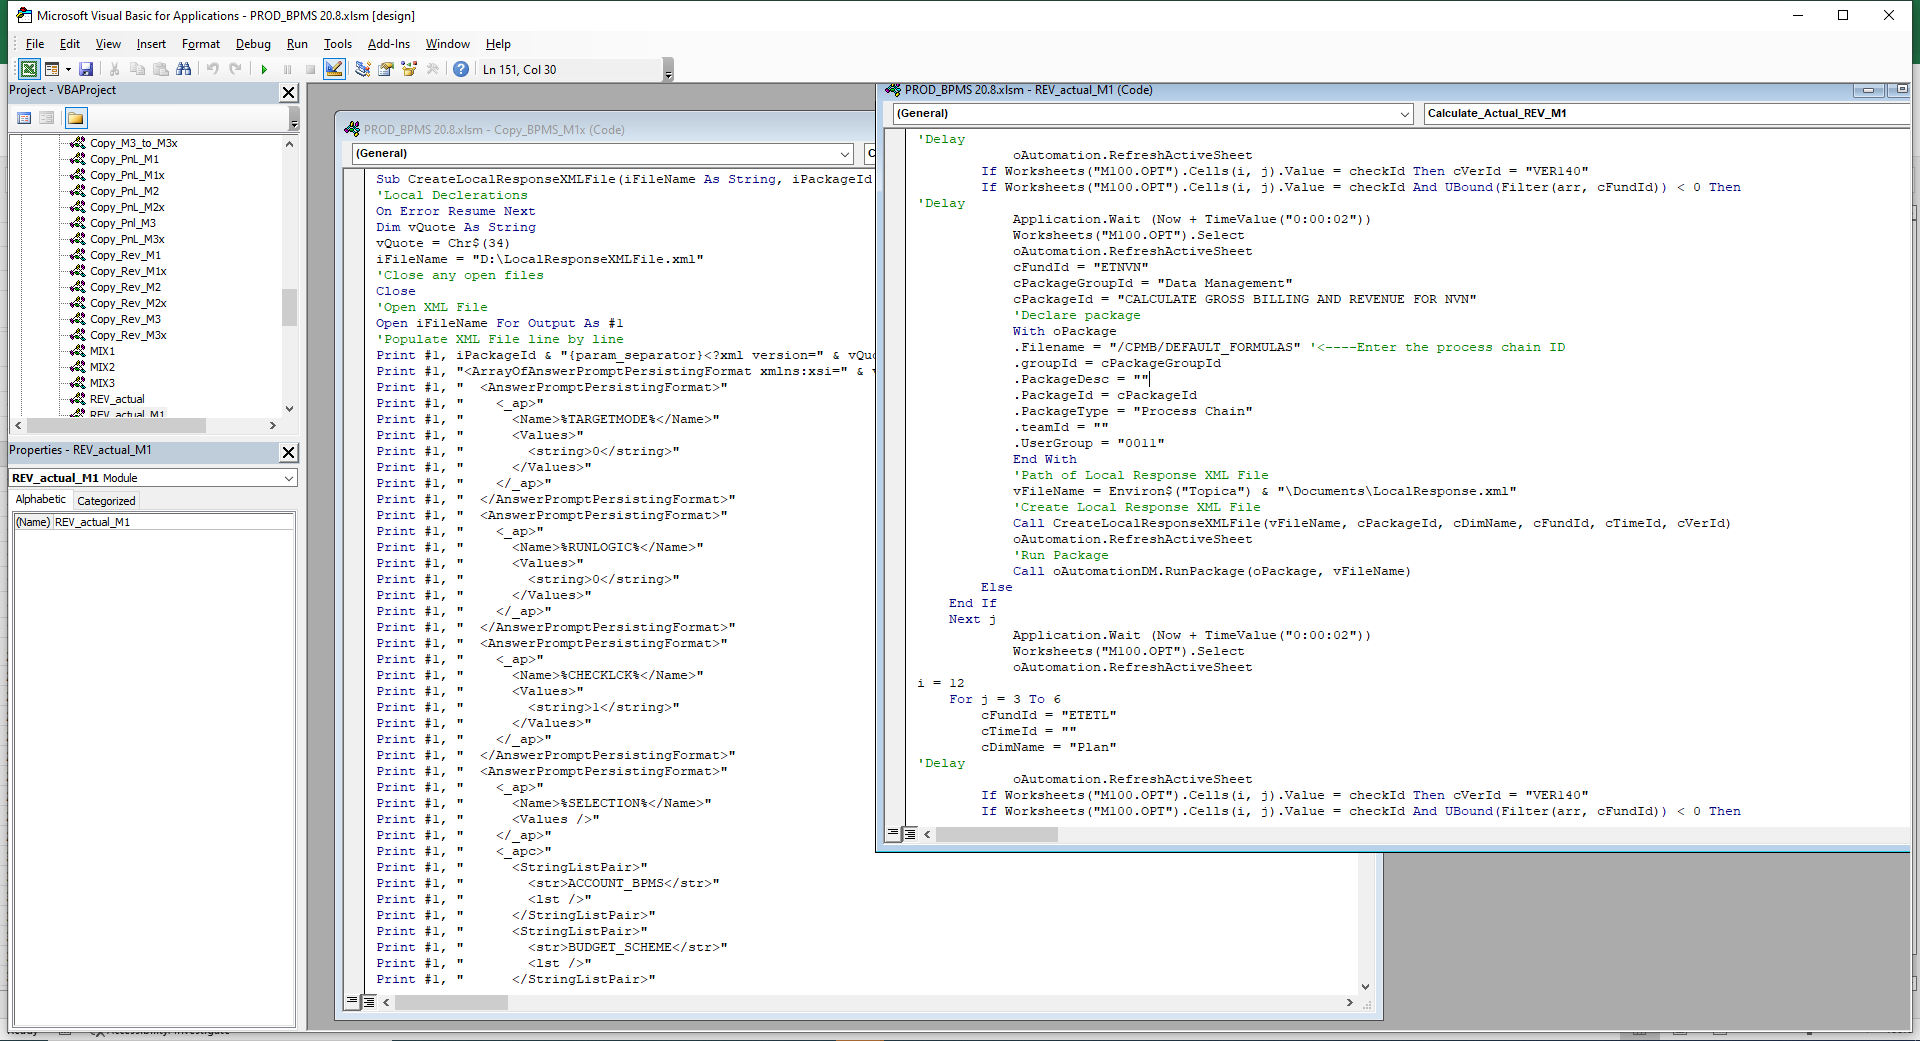 Microsoft Visual Basic for Applications - PROD_BPMS 20.8.xlsm [design]
File Edit View Insert Format Debug Run Tools Add-Ins Window Help
Ln 151, Col 30
Project - VBAProject
Copy_M3_to_M3x
Copy_PnL_M1
Copy_PnL_M1x
Copy_PnL_M2
Copy_PnL_M2x
Copy_Pnl_M3
Copy_PnL_M3x
Copy_Rev_M1
Copy_Rev_M1x
Copy_Rev_M2
Copy_Rev_M2x
Copy_Rev_M3
Copy_Rev_M3x
MIX1
MIX2
MIX3
REV_actual
REV_actual_M1
Properties - REV_actual_M1
REV_actual_M1 Module
Alphabetic Categorized
(Name) REV_actual_M1
PROD_BPMS 20.8.xlsm - Copy_BPMS_M1x (Code)
(General)
Sub CreateLocalResponseXMLFile(iFileName As String, iPackageId
'Local Declerations
On Error Resume Next
Dim vQuote As String
vQuote = Chr$(34)
iFileName = "D:\LocalResponseXMLFile.xml"
'Close any open files
Close
'Open XML File
Open iFileName For Output As #1
'Populate XML File line by line
Print #1, iPackageId & "{param_separator}<?xml version=" & vQuo
Print #1, "<ArrayOfAnswerPromptPersistingFormat xmlns:xsi=" & v
Print #1, "  <AnswerPromptPersistingFormat>"
Print #1, "    <_ap>"
Print #1, "      <Name>%TARGETMODE%</Name>"
Print #1, "      <Values>"
Print #1, "        <string>0</string>"
Print #1, "      </Values>"
Print #1, "    </_ap>"
Print #1, "  </AnswerPromptPersistingFormat>"
Print #1, "  <AnswerPromptPersistingFormat>"
Print #1, "    <_ap>"
Print #1, "      <Name>%RUNLOGIC%</Name>"
Print #1, "      <Values>"
Print #1, "        <string>0</string>"
Print #1, "      </Values>"
Print #1, "    </_ap>"
Print #1, "  </AnswerPromptPersistingFormat>"
Print #1, "  <AnswerPromptPersistingFormat>"
Print #1, "    <_ap>"
Print #1, "      <Name>%CHECKLCK%</Name>"
Print #1, "      <Values>"
Print #1, "        <string>1</string>"
Print #1, "      </Values>"
Print #1, "    </_ap>"
Print #1, "  </AnswerPromptPersistingFormat>"
Print #1, "  <AnswerPromptPersistingFormat>"
Print #1, "    <_ap>"
Print #1, "      <Name>%SELECTION%</Name>"
Print #1, "      <Values />"
Print #1, "    </_ap>"
Print #1, "    <_apc>"
Print #1, "      <StringListPair>"
Print #1, "        <str>ACCOUNT_BPMS</str>"
Print #1, "        <lst />"
Print #1, "      </StringListPair>"
Print #1, "      <StringListPair>"
Print #1, "        <str>BUDGET_SCHEME</str>"
Print #1, "        <lst />"
Print #1, "      </StringListPair>"
PROD_BPMS 20.8.xlsm - REV_actual_M1 (Code)
(General) Calculate_Actual_REV_M1
'Delay
oAutomation.RefreshActiveSheet
If Worksheets("M100.OPT").Cells(i, j).Value = checkId Then cVerId = "VER140"
If Worksheets("M100.OPT").Cells(i, j).Value = checkId And UBound(Filter(arr, cFundId)) < 0 Then
'Delay
Application.Wait (Now + TimeValue("0:00:02"))
Worksheets("M100.OPT").Select
oAutomation.RefreshActiveSheet
cFundId = "ETNVN"
cPackageGroupId = "Data Management"
cPackageId = "CALCULATE GROSS BILLING AND REVENUE FOR NVN"
'Declare package
With oPackage
.Filename = "/CPMB/DEFAULT_FORMULAS" '<----Enter the process chain ID
.groupId = cPackageGroupId
.PackageDesc = ""
.PackageId = cPackageId
.PackageType = "Process Chain"
.teamId = ""
.UserGroup = "0011"
End With
'Path of Local Response XML File
vFileName = Environ$("Topica") & "\Documents\LocalResponse.xml"
'Create Local Response XML File
Call CreateLocalResponseXMLFile(vFileName, cPackageId, cDimName, cFundId, cTimeId, cVerId)
oAutomation.RefreshActiveSheet
'Run Package
Call oAutomationDM.RunPackage(oPackage, vFileName)
Else
End If
Next j
Application.Wait (Now + TimeValue("0:00:02"))
Worksheets("M100.OPT").Select
oAutomation.RefreshActiveSheet
i = 12
For j = 3 To 6
cFundId = "ETETL"
cTimeId = ""
cDimName = "Plan"
'Delay
oAutomation.RefreshActiveSheet
If Worksheets("M100.OPT").Cells(i, j).Value = checkId Then cVerId = "VER140"
If Worksheets("M100.OPT").Cells(i, j).Value = checkId And UBound(Filter(arr, cFundId)) < 0 Then